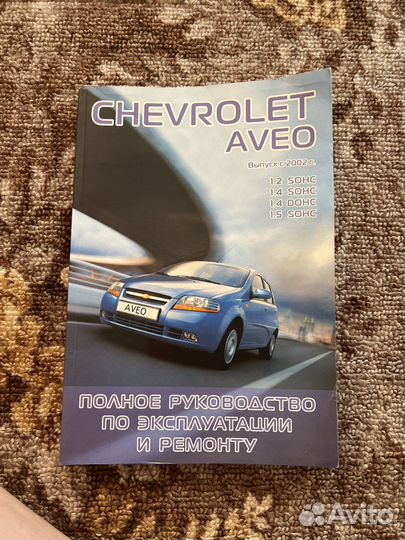 CHEVROLET
AVEO
Выпуск с 2002 г.
1.2 SOHC
1.4 SOHC
1.4 DOHC
1.5 SOHC
AVEO
ПОЛНОЕ РУКОВОДСТВО
ПО ЭКСПЛУАТАЦИИ
И РЕМОНТУ
Avito